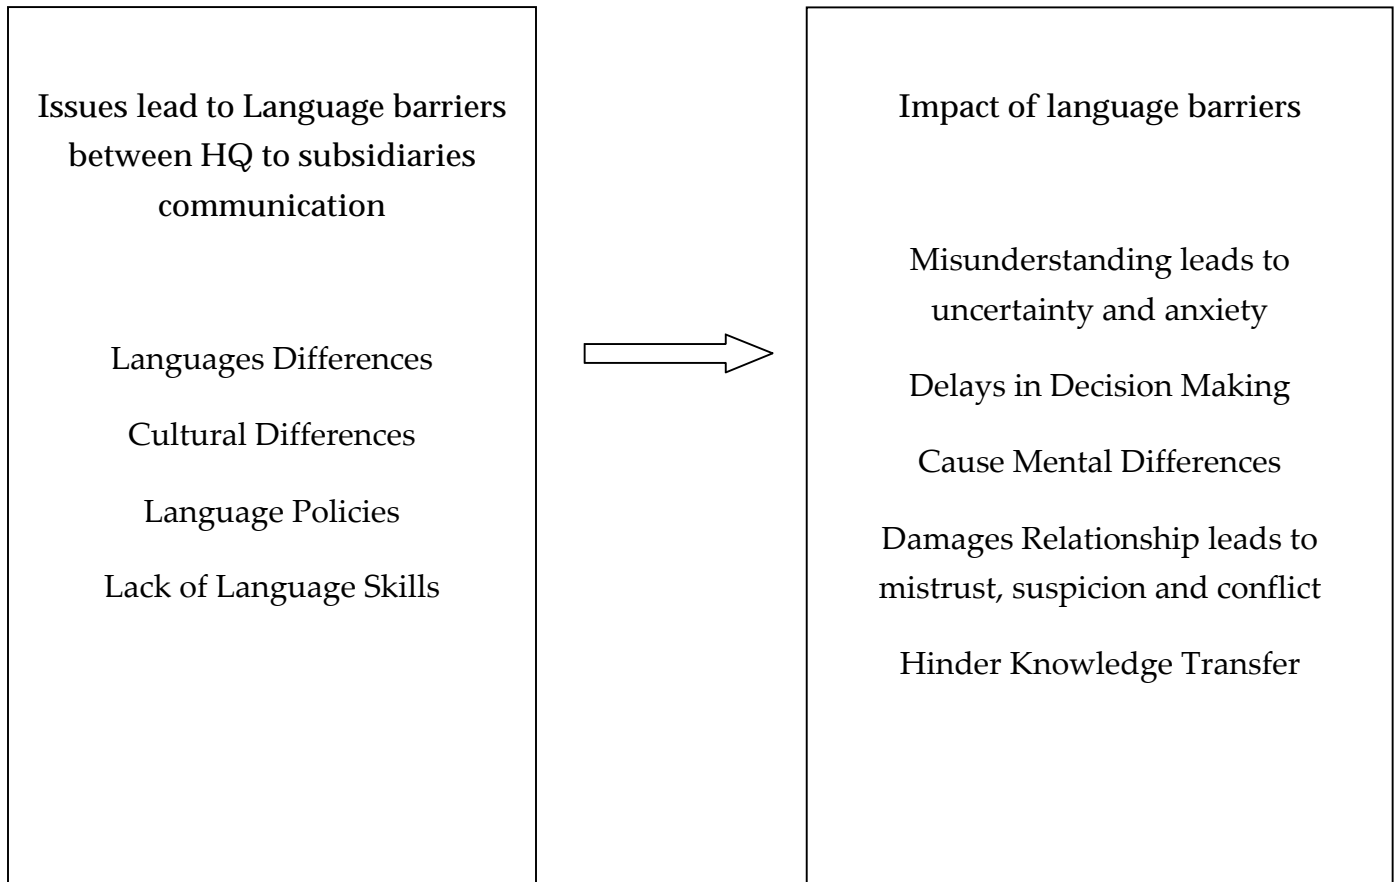 Issues lead to Language barriers
between HQ to subsidiaries
communication
Languages Differences
Cultural Differences
Language Policies
Lack of Language Skills
Impact of language barriers
Misunderstanding leads to
uncertainty and anxiety
Delays in Decision Making
Cause Mental Differences
Damages Relationship leads to
mistrust, suspicion and conflict
Hinder Knowledge Transfer